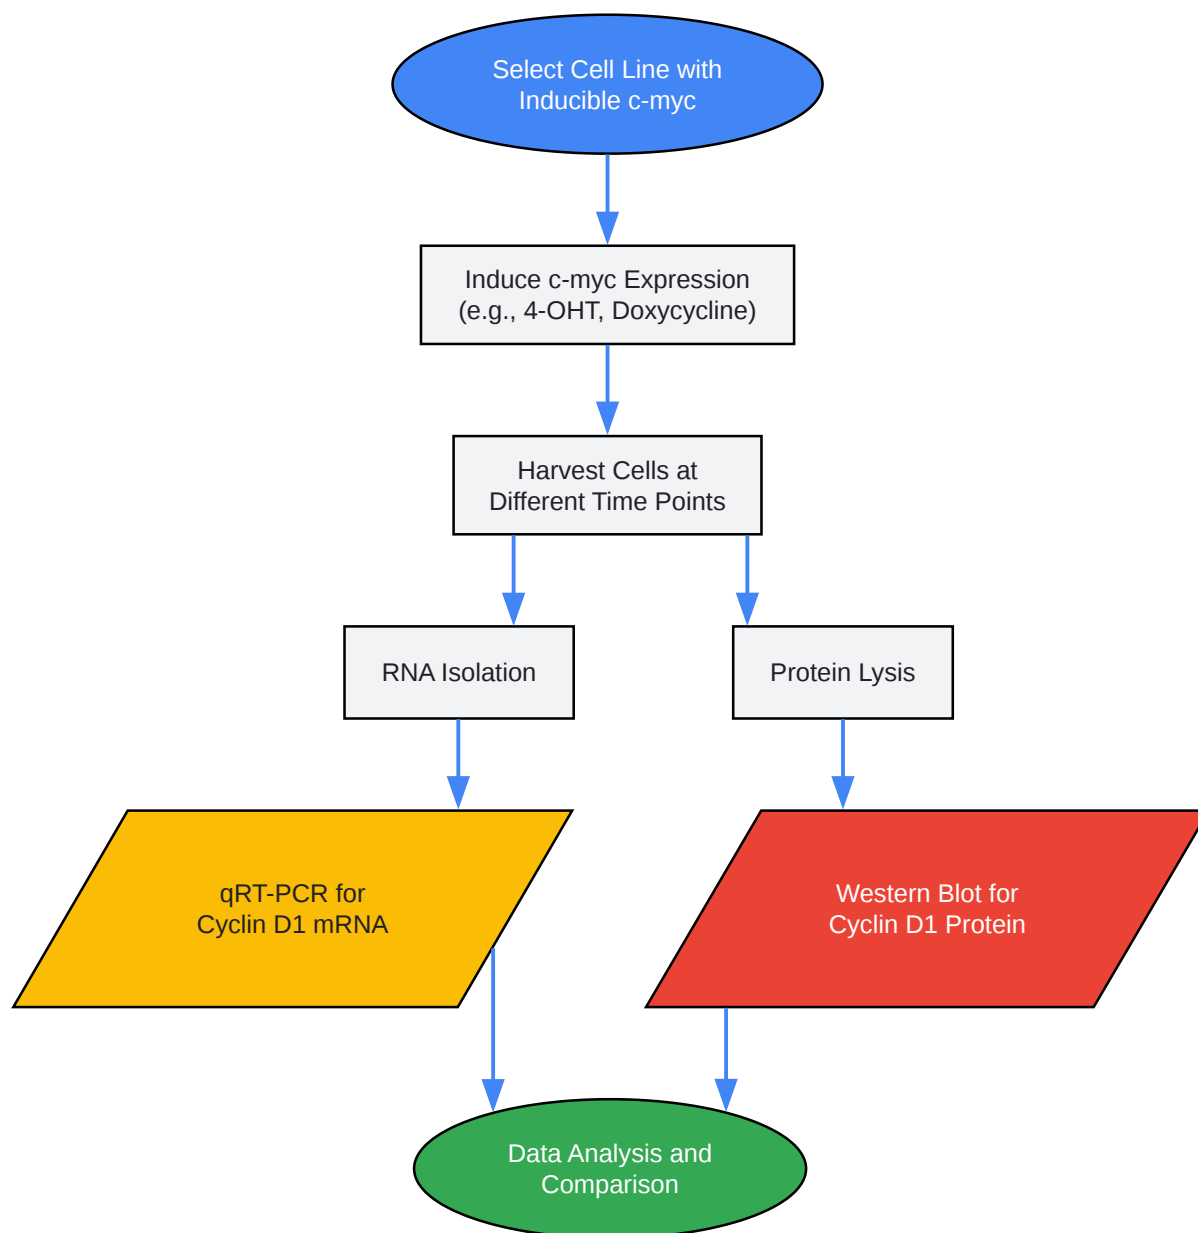 Select Cell Line with
Inducible c-myc
Induce c-myc Expression
(e.g., 4-OHT, Doxycycline)
Harvest Cells at
Different Time Points
RNA Isolation
Protein Lysis
qRT-PCR for
Cyclin D1 mRNA
Western Blot for
Cyclin D1 Protein
Data Analysis and
Comparison